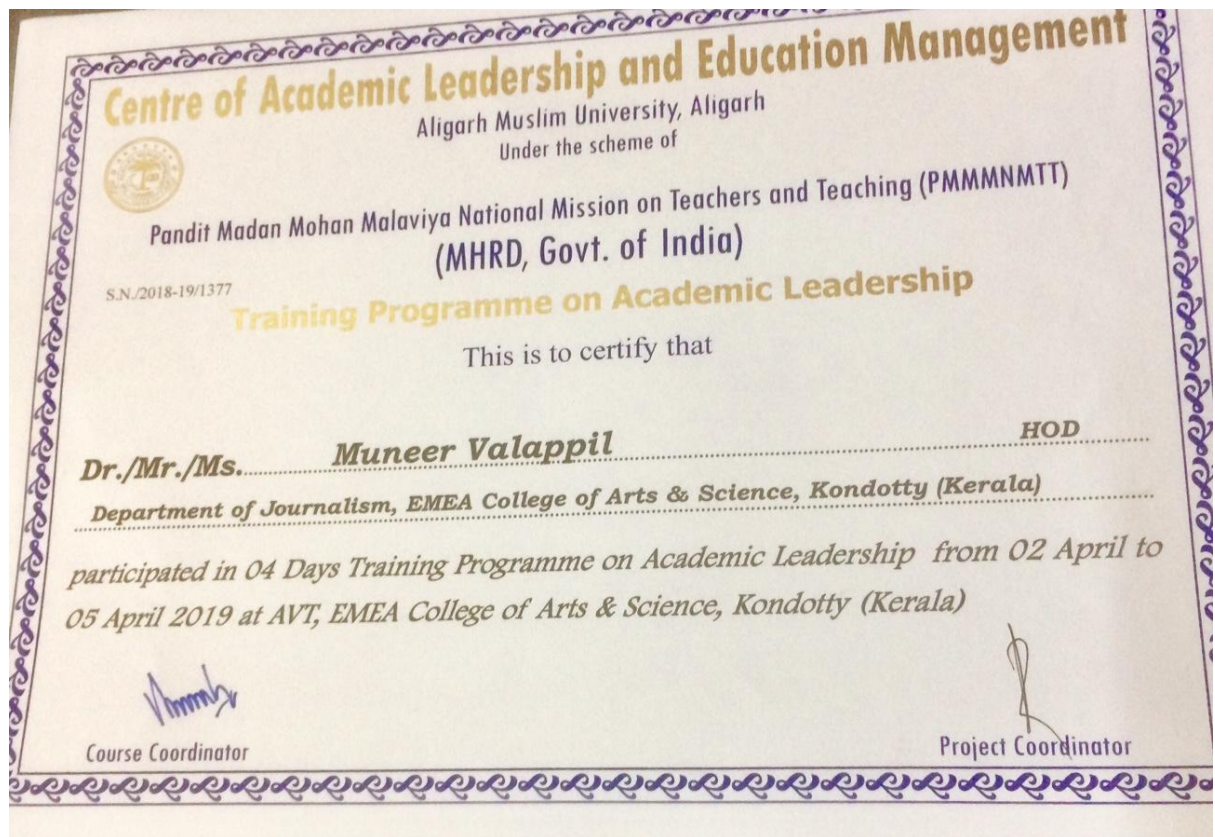 Centre of Academic Leadership and Education Management
Aligarh Muslim University, Aligarh
Under the scheme of
Pandit Madan Mohan Malaviya National Mission on Teachers and Teaching (PMMMNMTT)
(MHRD, Govt. of India)
S.N./2018-19/1377
Training Programme on Academic Leadership
This is to certify that
Dr./Mr./Ms. Muneer Valappil HOD
Department of Journalism, EMEA College of Arts & Science, Kondotty (Kerala)
participated in 04 Days Training Programme on Academic Leadership from 02 April to
05 April 2019 at AVT, EMEA College of Arts & Science, Kondotty (Kerala)
Course Coordinator
Project Coordinator